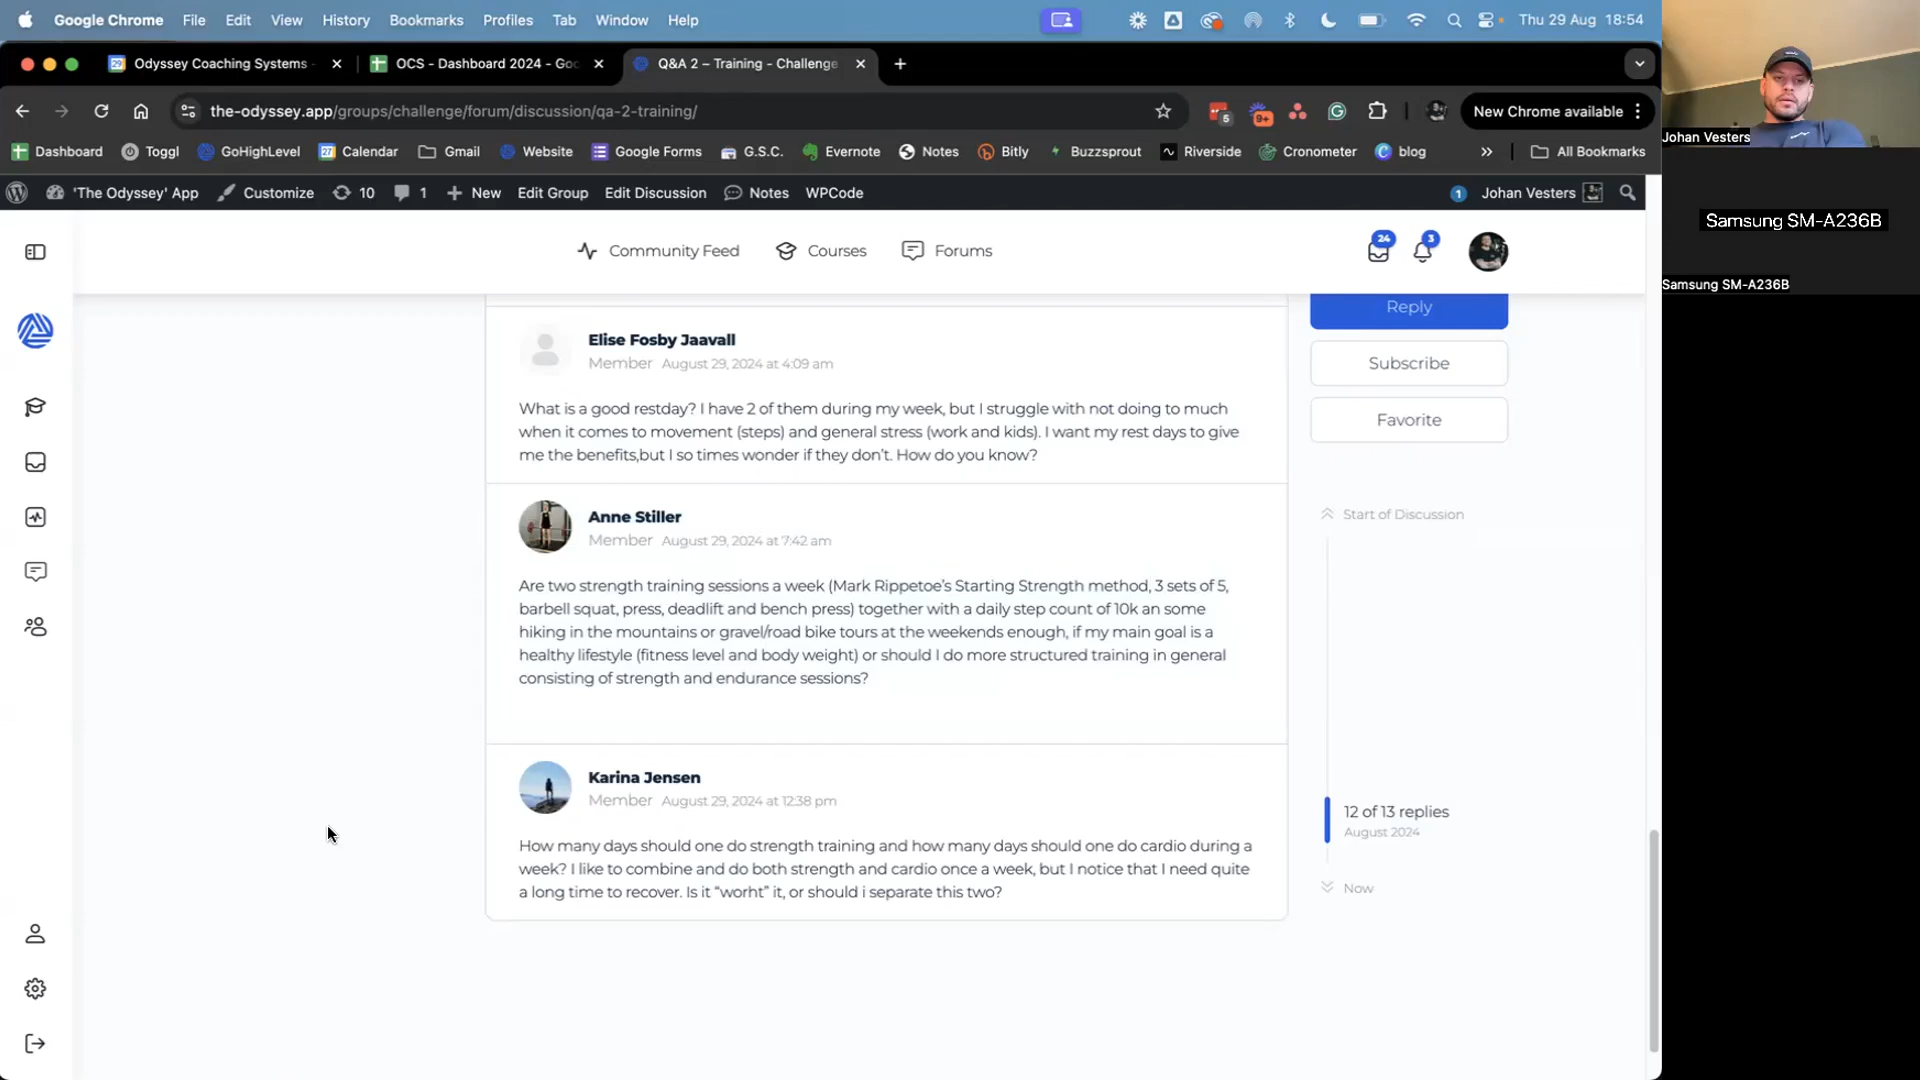 Google Chrome File Edit View History Bookmarks Profiles Tab Window Help Thu 29 Aug 18:54
Odyssey Coaching Systems - OCS - Dashboard 2024 - Goo Q&A 2 – Training - Challenge
the-odyssey.app/groups/challenge/forum/discussion/qa-2-training/ 5 9+ New Chrome available
Dashboard Toggl GoHighLevel 27 Calendar Gmail Website Google Forms G.S.C. Evernote Notes Bitly Buzzsprout Riverside Cronometer blog » All Bookmarks
'The Odyssey' App Customize 10 1 New Edit Group Edit Discussion Notes WPCode 1 Johan Vesters
Community Feed Courses Forums 24 3
Reply
Subscribe
Favorite
Elise Fosby Jaavall
Member August 29, 2024 at 4:09 am
What is a good restday? I have 2 of them during my week, but I struggle with not doing to much
when it comes to movement (steps) and general stress (work and kids). I want my rest days to give
me the benefits,but I so times wonder if they don't. How do you know?
Anne Stiller
Member August 29, 2024 at 7:42 am
Are two strength training sessions a week (Mark Rippetoe's Starting Strength method, 3 sets of 5,
barbell squat, press, deadlift and bench press) together with a daily step count of 10k an some
hiking in the mountains or gravel/road bike tours at the weekends enough, if my main goal is a
healthy lifestyle (fitness level and body weight) or should I do more structured training in general
consisting of strength and endurance sessions?
Karina Jensen
Member August 29, 2024 at 12:38 pm
How many days should one do strength training and how many days should one do cardio during a
week? I like to combine and do both strength and cardio once a week, but I notice that I need quite
a long time to recover. Is it “worht” it, or should i separate this two?
Start of Discussion
12 of 13 replies
August 2024
Now
Johan Vesters
Samsung SM-A236B
Samsung SM-A236B